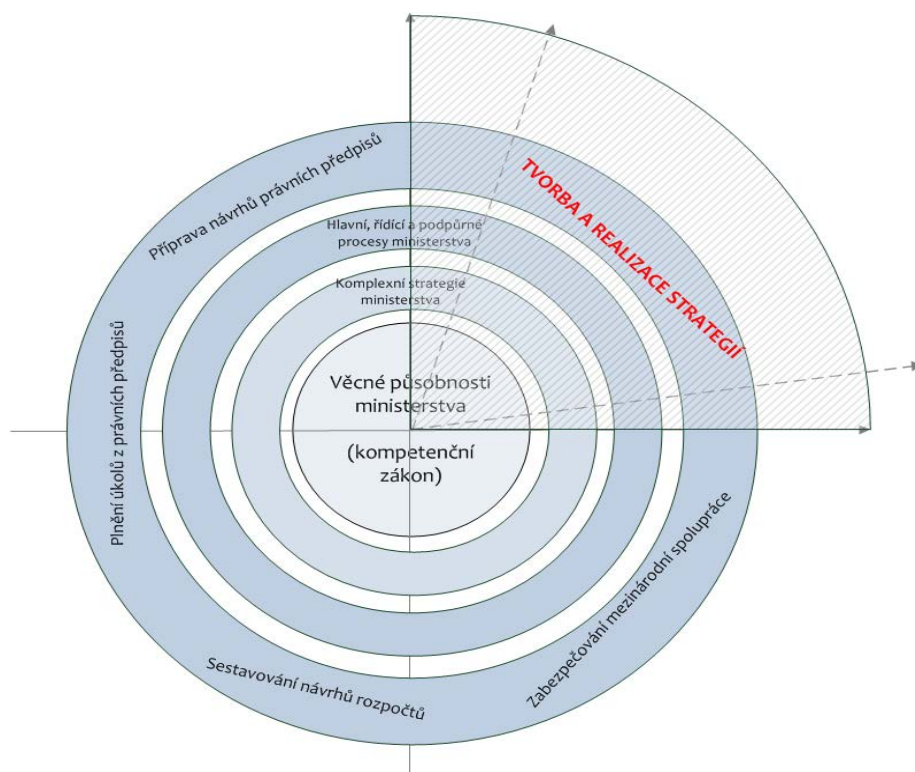 Příprava návrhů právních předpisů
TVORBA A REALIZACE STRATEGIÍ
Hlavní, řídící a podpůrné
procesy ministerstva
Komplexní strategie
ministerstva
Věcné působnosti
ministerstva
(kompetenční
zákon)
Plnění úkolů z právních předpisů
Zabezpečování mezinárodní spolupráce
Sestavování návrhů rozpočtů